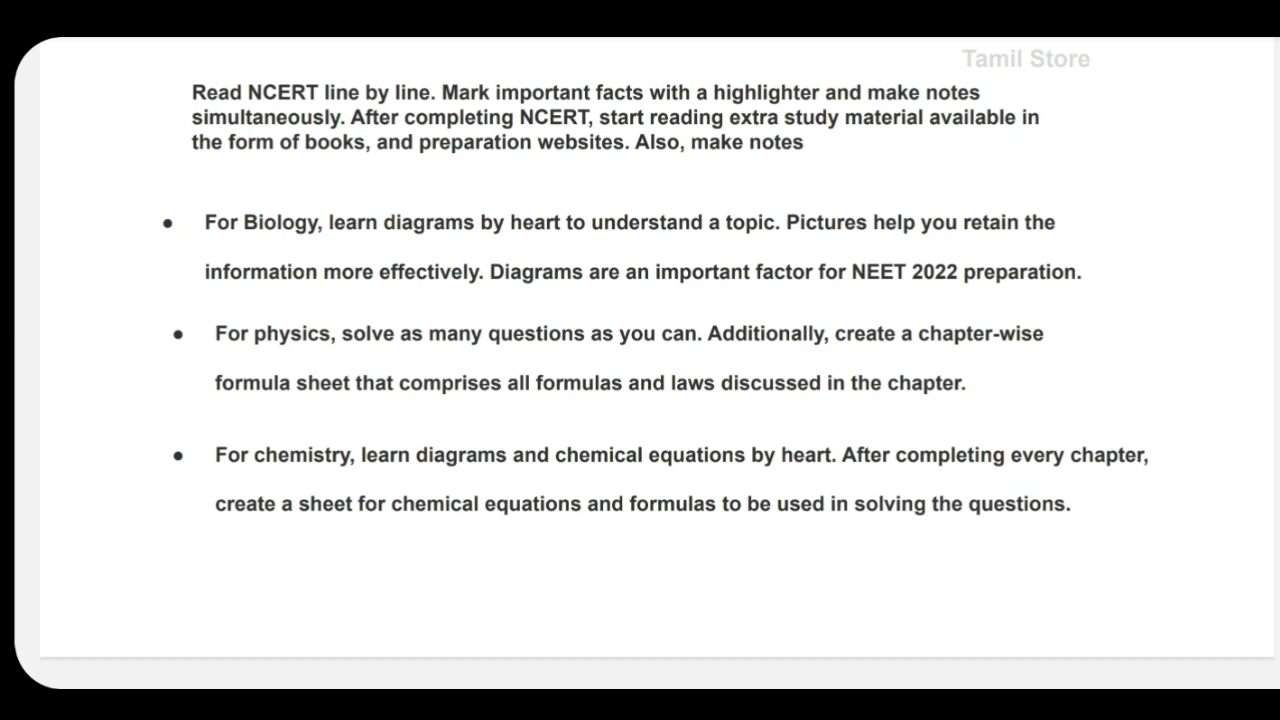 Tamil Store
Read NCERT line by line. Mark important facts with a highlighter and make notes
simultaneously. After completing NCERT, start reading extra study material available in
the form of books, and preparation websites. Also, make notes
● For Biology, learn diagrams by heart to understand a topic. Pictures help you retain the
information more effectively. Diagrams are an important factor for NEET 2022 preparation.
● For physics, solve as many questions as you can. Additionally, create a chapter-wise
formula sheet that comprises all formulas and laws discussed in the chapter.
● For chemistry, learn diagrams and chemical equations by heart. After completing every chapter,
create a sheet for chemical equations and formulas to be used in solving the questions.